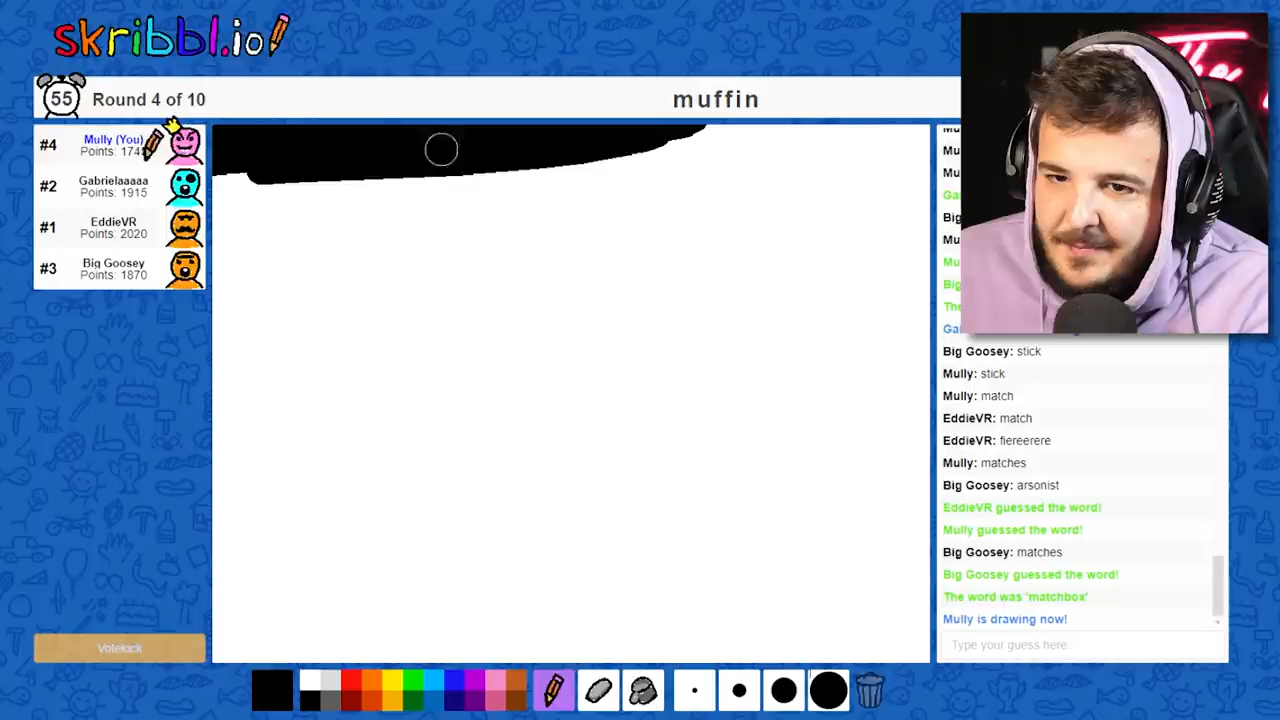 skribbl.io
55
Round 4 of 10
muffin
#4 Mully (You)
Points: 174
#2 Gabrielaaaaa
Points: 1915
#1 EddieVR
Points: 2020
#3 Big Goosey
Points: 1870
Votekick
Big Goosey: stick
Mully: stick
Mully: match
EddieVR: match
EddieVR: fiereerere
Mully: matches
Big Goosey: arsonist
EddieVR guessed the word!
Mully guessed the word!
Big Goosey: matches
Big Goosey guessed the word!
The word was 'matchbox'
Mully is drawing now!
Type your guess here